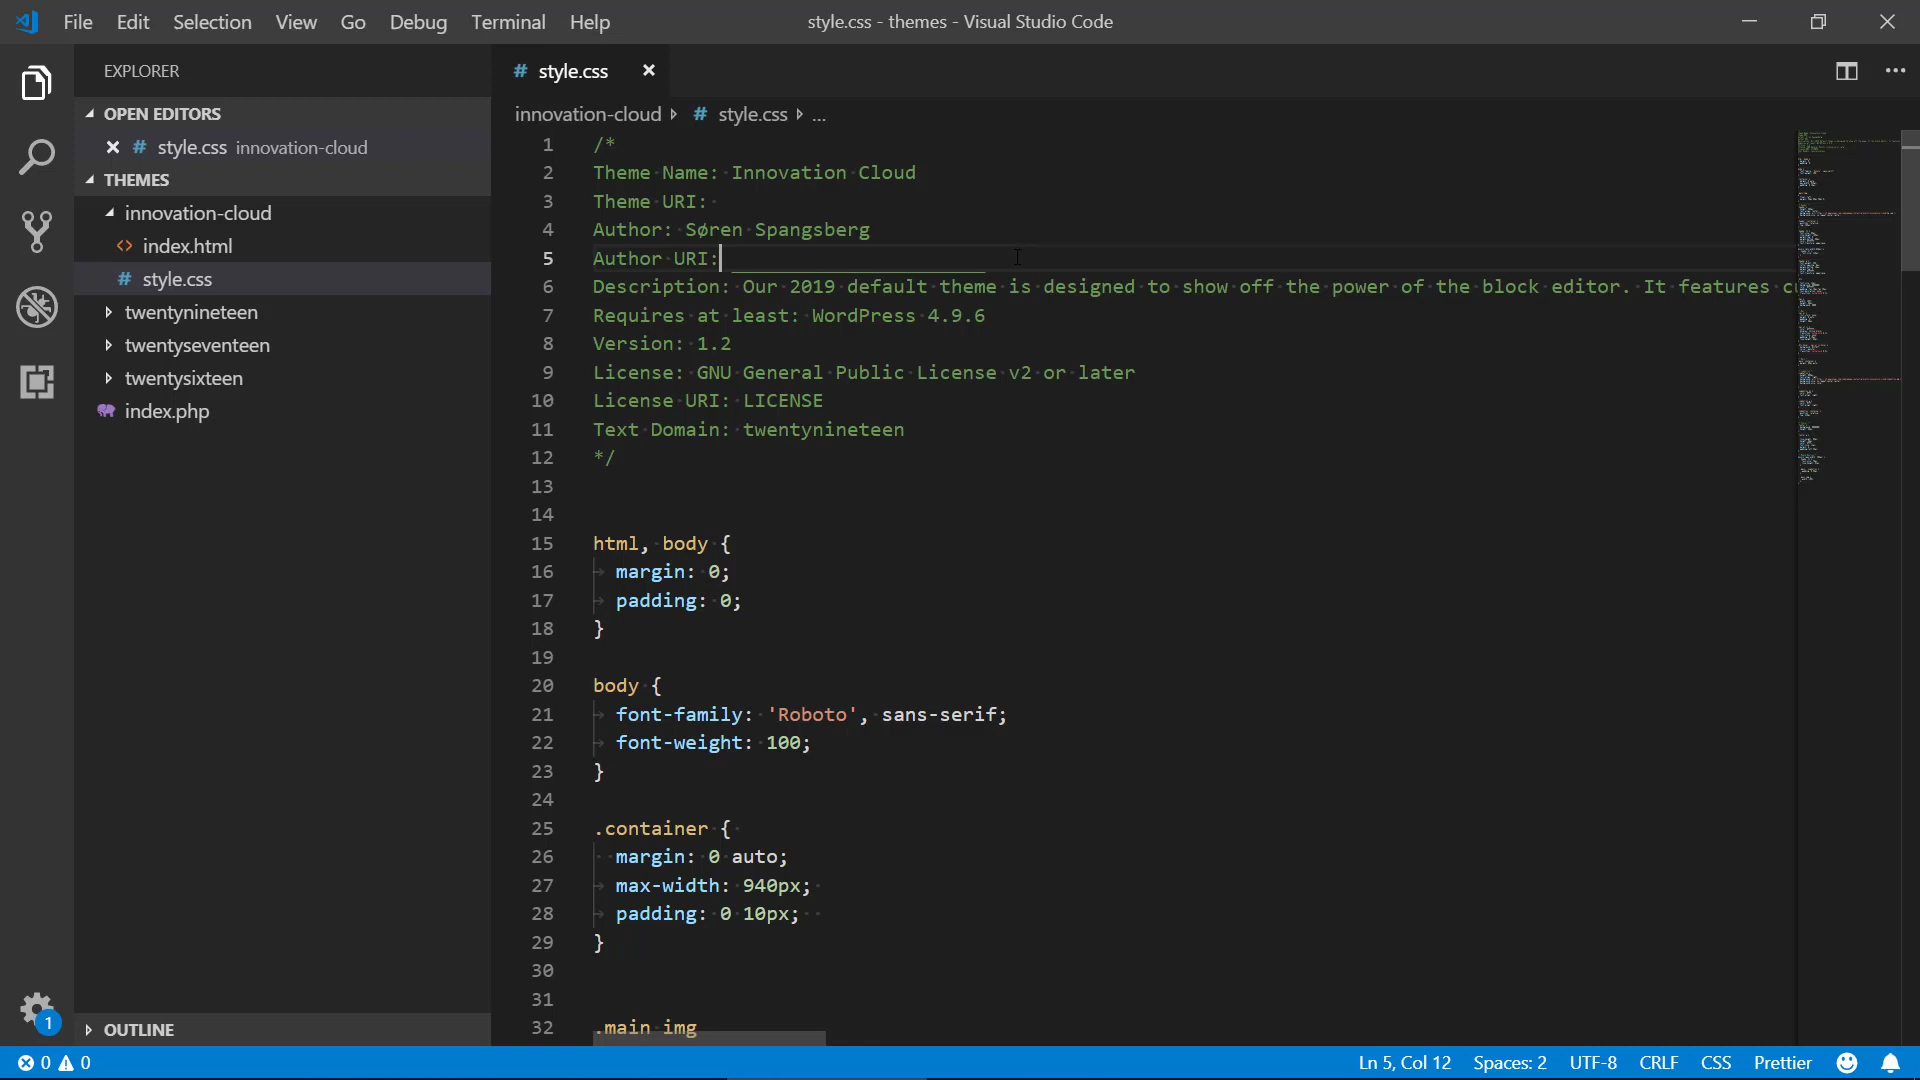 File Edit Selection View Go Debug Terminal Help
style.css - themes - Visual Studio Code
EXPLORER
OPEN EDITORS
style.css innovation-cloud
THEMES
innovation-cloud
index.html
style.css
twentynineteen
twentyseventeen
twentysixteen
index.php
OUTLINE
1
# style.css
innovation-cloud # style.css ...
1 /*
2 Theme Name: Innovation Cloud
3 Theme URI:
4 Author: Søren Spangsberg
5 Author URI:
6 Description: Our 2019 default theme is designed to show off the power of the block editor. It features
7 Requires at least: WordPress 4.9.6
8 Version: 1.2
9 License: GNU General Public License v2 or later
10 License URI: LICENSE
11 Text Domain: twentynineteen
12 */
13
14
15 html, body {
16 margin: 0;
17 padding: 0;
18 }
19
20 body {
21 font-family: 'Roboto', sans-serif;
22 font-weight: 100;
23 }
24
25 .container {
26 margin: 0 auto;
27 max-width: 940px;
28 padding: 0 10px;
29 }
30
31
32 .main img
0 0
Ln 5, Col 12 Spaces: 2 UTF-8 CRLF CSS Prettier